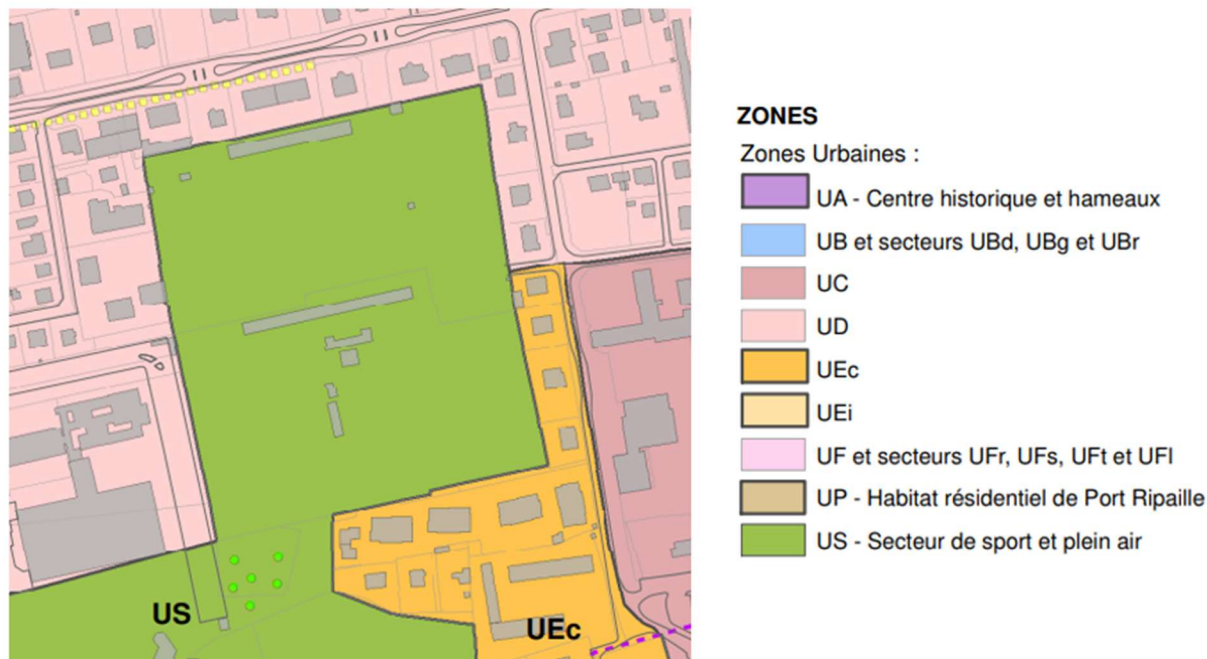 US
UEc
ZONES
Zones Urbaines :
UA - Centre historique et hameaux
UB et secteurs UBd, UBg et UBr
UC
UD
UEc
UEi
UF et secteurs UFr, UFs, UFt et UFl
UP - Habitat résidentiel de Port Ripaille
US - Secteur de sport et plein air